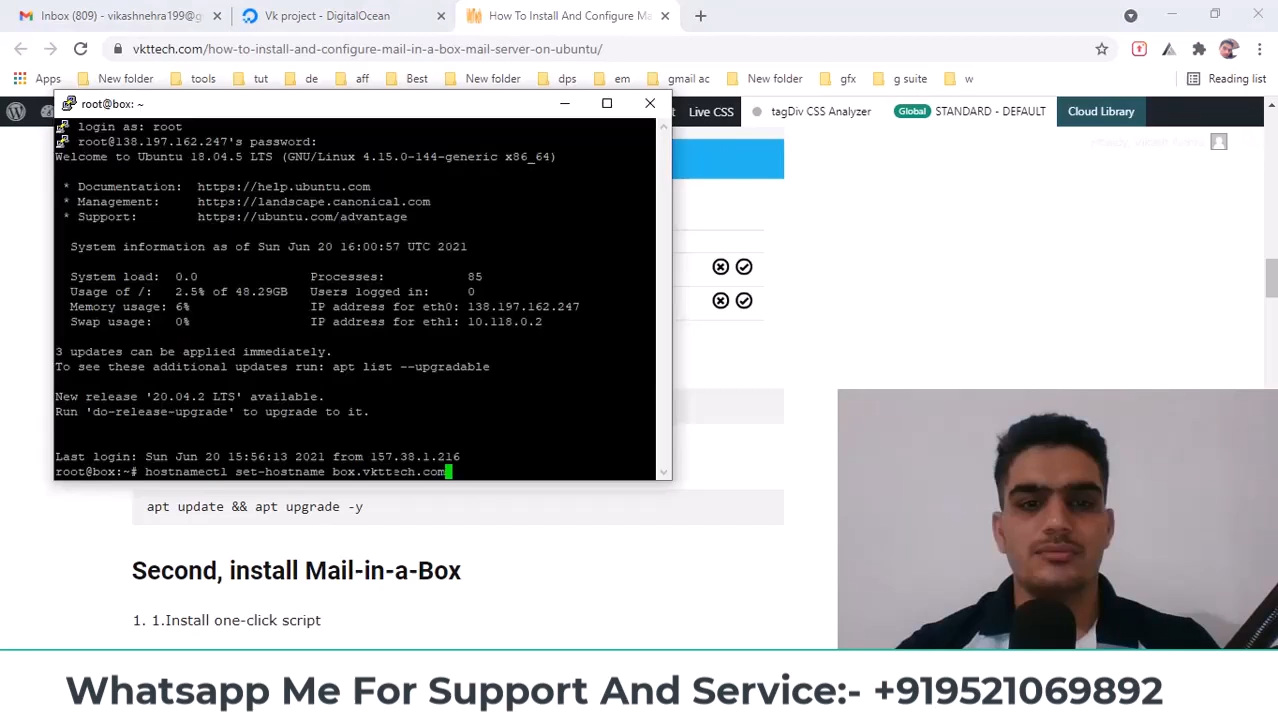 Inbox (809) - vikashnehra199@g
Vk project - DigitalOcean
How To Install And Configure Ma
vkttech.com/how-to-install-and-configure-mail-in-a-box-mail-server-on-ubuntu/
Apps New folder tools tut de aff Best New folder dps em gmail ac New folder gfx g suite w Reading list
root@box: ~
t Live CSS tagDiv CSS Analyzer Global STANDARD - DEFAULT Cloud Library
login as: root
root@138.197.162.247's password:
Welcome to Ubuntu 18.04.5 LTS (GNU/Linux 4.15.0-144-generic x86_64)
* Documentation: https://help.ubuntu.com
* Management: https://landscape.canonical.com
* Support: https://ubuntu.com/advantage
System information as of Sun Jun 20 16:00:57 UTC 2021
System load: 0.0 Processes: 85
Usage of /: 2.5% of 48.29GB Users logged in: 0
Memory usage: 6% IP address for eth0: 138.197.162.247
Swap usage: 0% IP address for eth1: 10.118.0.2
3 updates can be applied immediately.
To see these additional updates run: apt list --upgradable
New release '20.04.2 LTS' available.
Run 'do-release-upgrade' to upgrade to it.
Last login: Sun Jun 20 15:56:13 2021 from 157.38.1.216
root@box:~# hostnamectl set-hostname box.vkttech.com
apt update && apt upgrade -y
Second, install Mail-in-a-Box
1. 1.Install one-click script
Whatsapp Me For Support And Service:- +919521069892